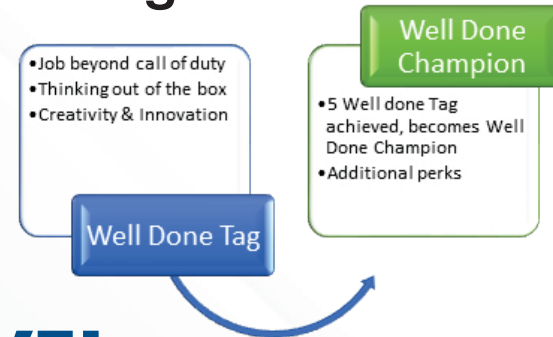 •Job beyond call of duty
•Thinking out of the box
•Creativity & Innovation
Well Done Tag
Well Done
Champion
•5 Well done Tag
achieved, becomes Well
Done Champion
•Additional perks